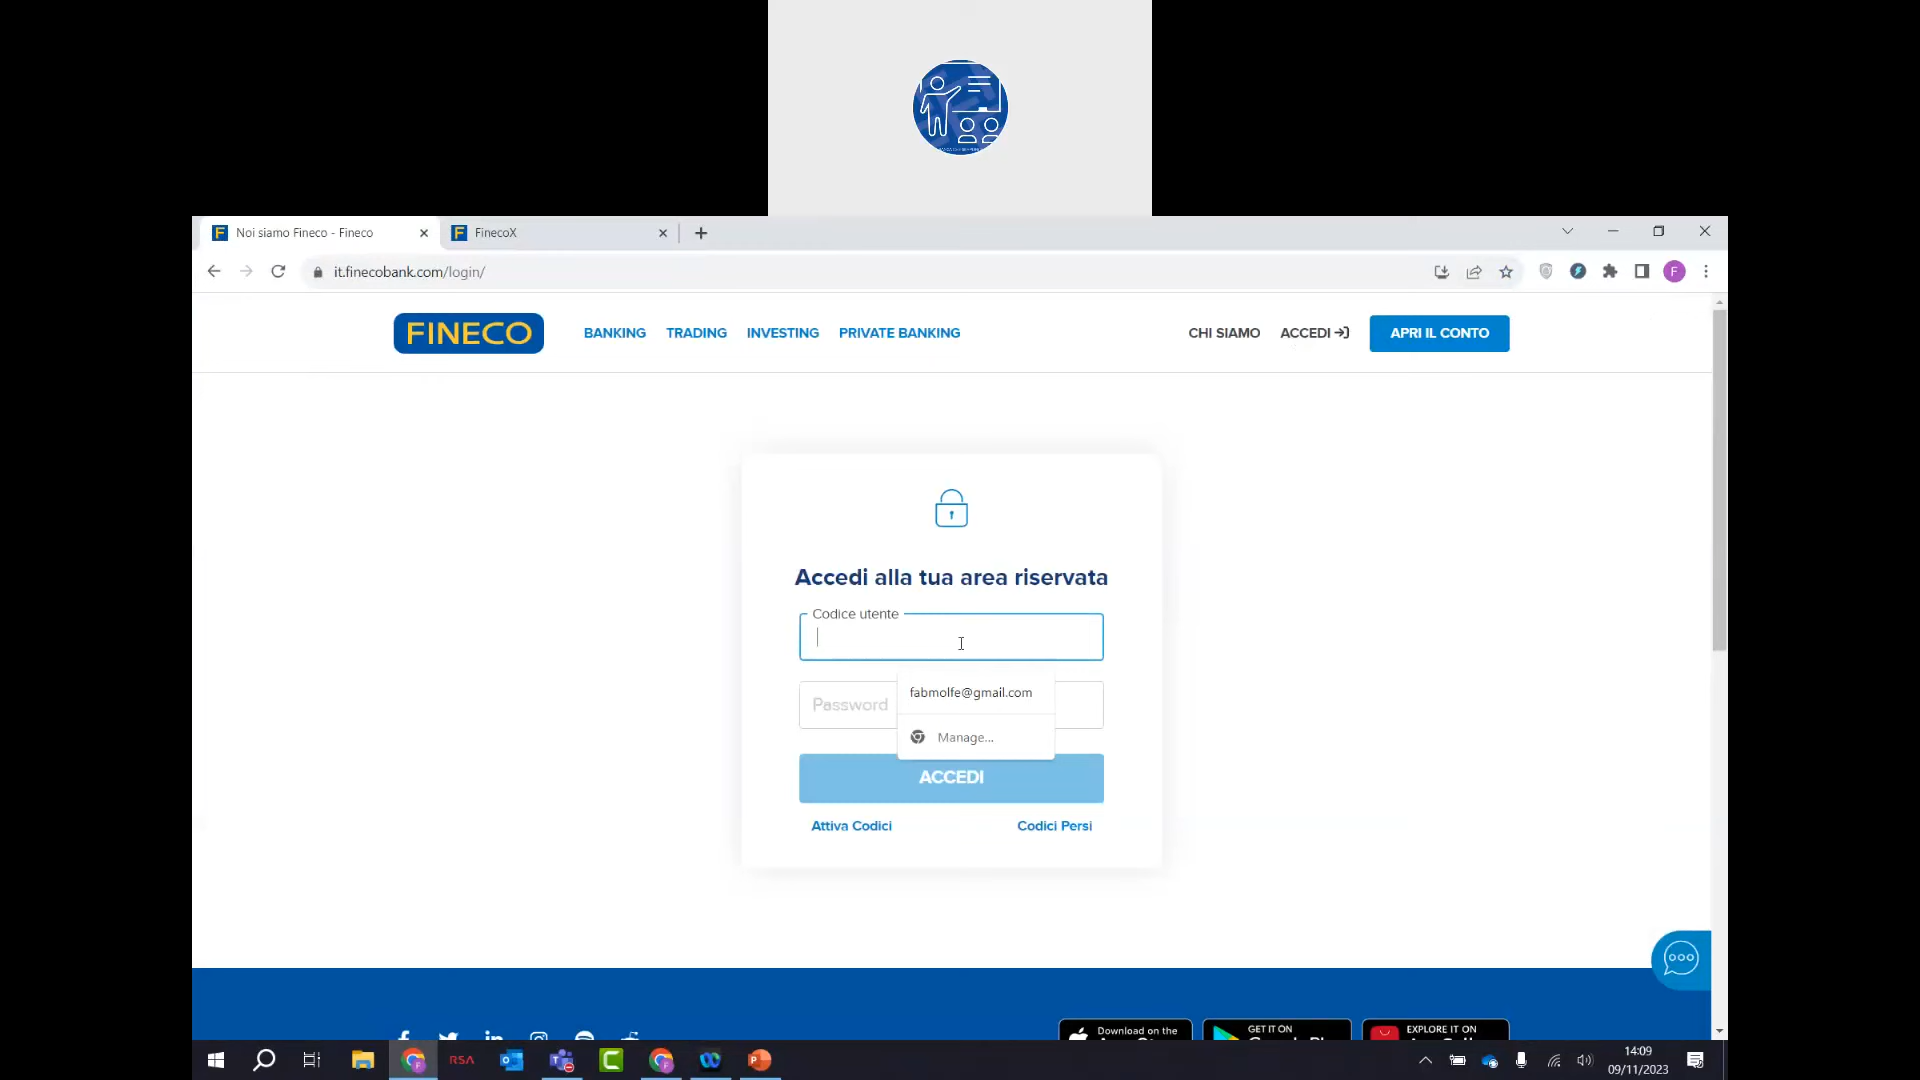 Noi siamo Fineco - Fineco
FinecoX
it.finecobank.com/login/
F
FINECO
BANKING
TRADING
INVESTING
PRIVATE BANKING
CHI SIAMO
ACCEDI
APRI IL CONTO
Accedi alla tua area riservata
Codice utente
Password
fabmolfe@gmail.com
Manage...
ACCEDI
Attiva Codici
Codici Persi
Download on the
GET IT ON
EXPLORE IT ON
RSA
14:09
09/11/2023